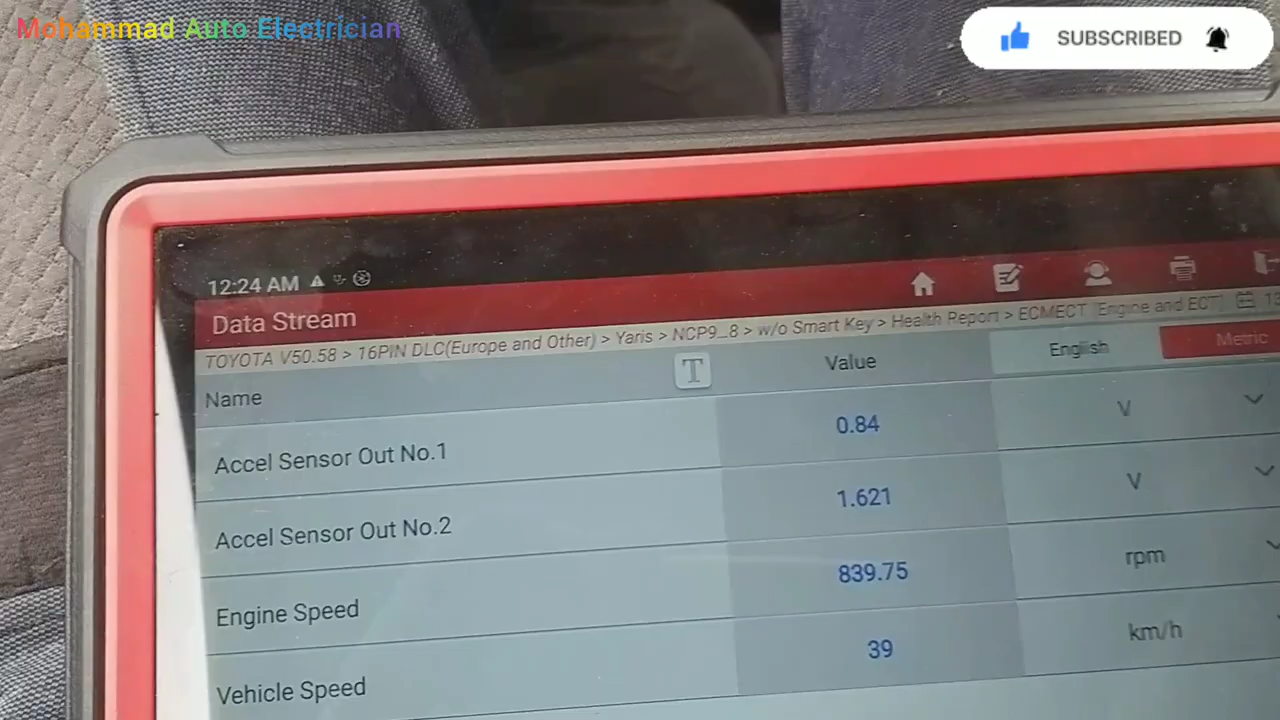 Mohammad Auto Electrician
SUBSCRIBED
12:24 AM
Data Stream
TOYOTA V50.58 > 16PIN DLC(Europe and Other) > Yaris > NCP9_8 > w/o Smart Key > Health Report > ECMECT (Engine and ECT)
Name T Value English Metric
Accel Sensor Out No.1 0.84 V
Accel Sensor Out No.2 1.621 V
Engine Speed 839.75 rpm
Vehicle Speed 39 km/h